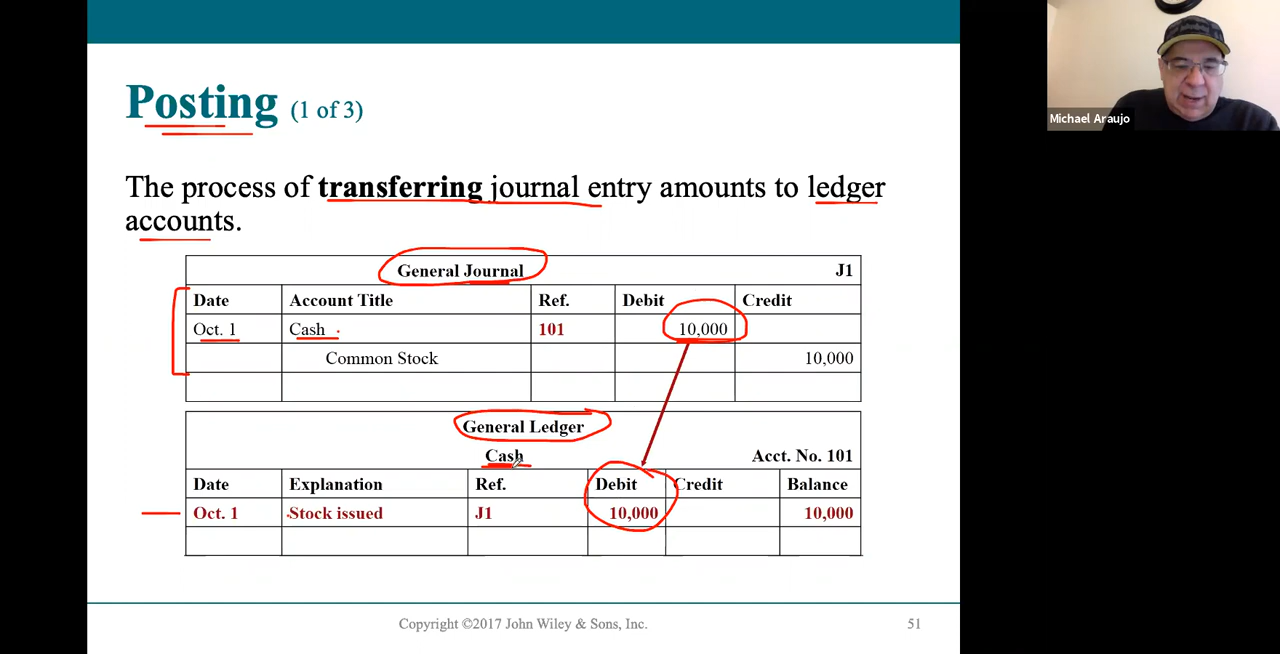 Posting (1 of 3)
Michael Araujo
The process of transferring journal entry amounts to ledger
accounts.
General Journal J1
Date Account Title Ref. Debit Credit
Oct. 1 Cash 101 10,000
Common Stock 10,000
General Ledger
Cash Acct. No. 101
Date Explanation Ref. Debit Credit Balance
Oct. 1 Stock issued J1 10,000 10,000
Copyright ©2017 John Wiley & Sons, Inc. 51